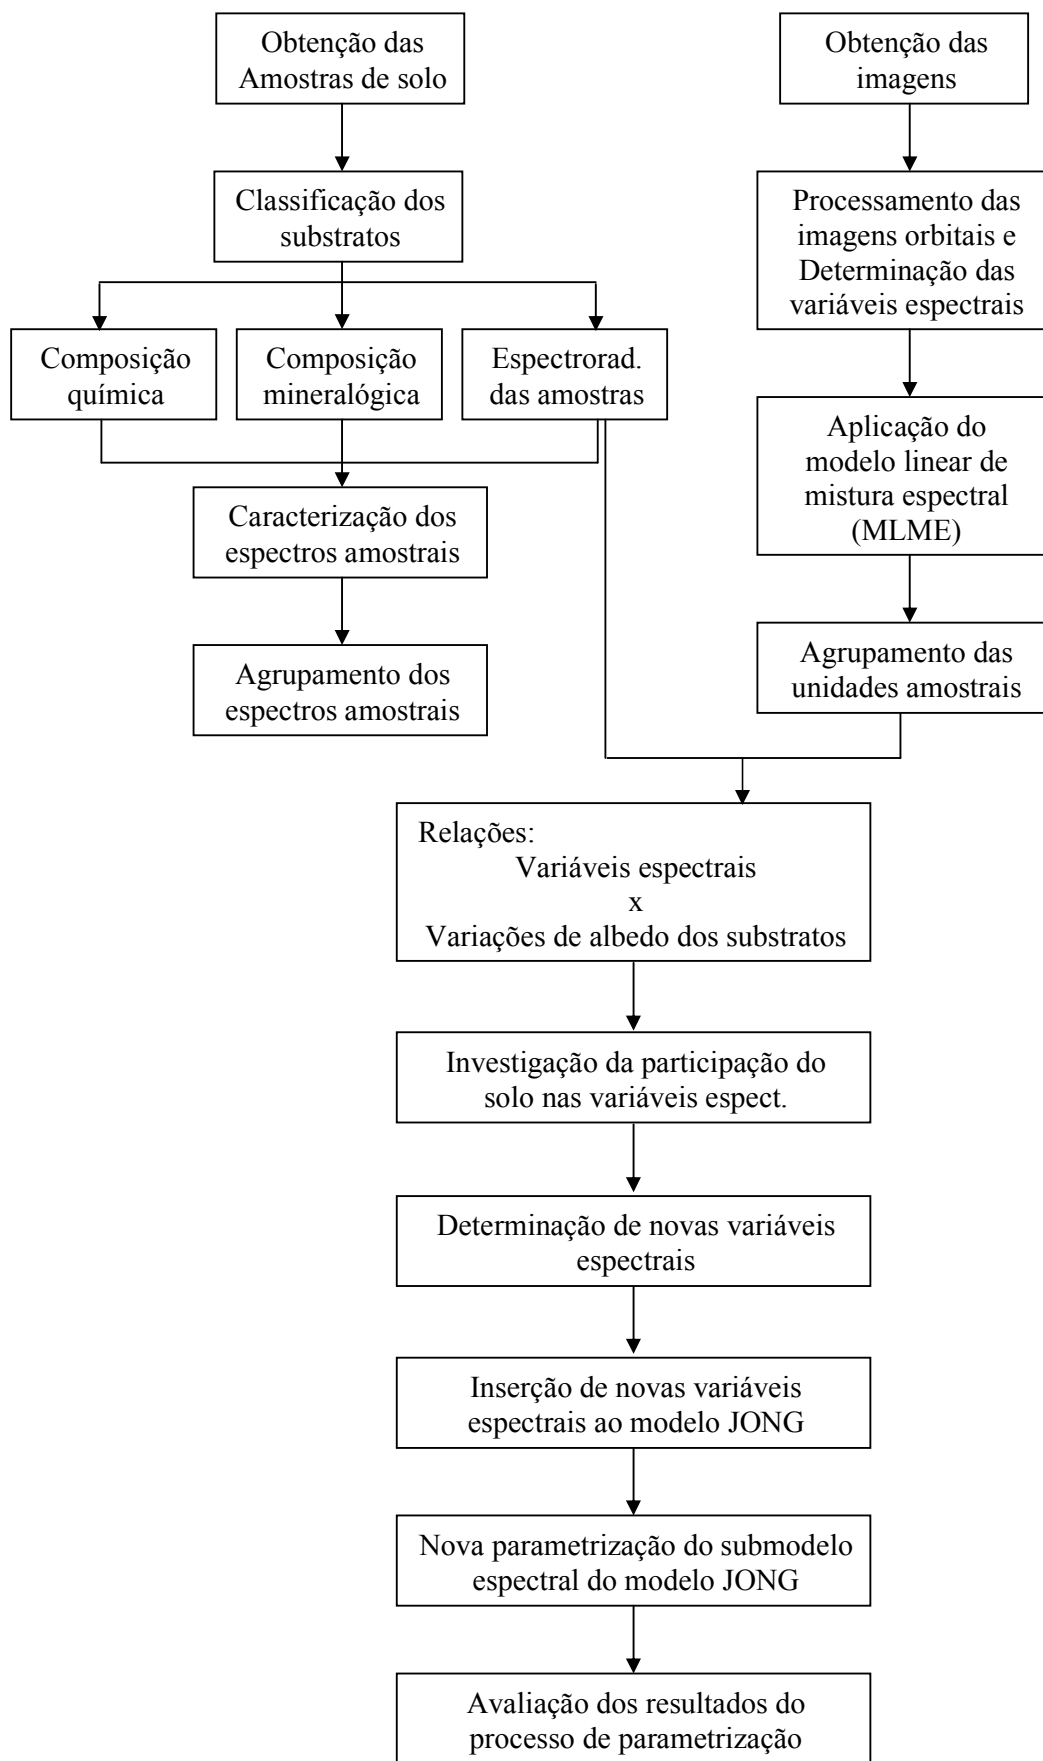 Obtenção das
Amostras de solo
Obtenção das
imagens
Classificação dos
substratos
Processamento das
imagens orbitais e
Determinação das
variáveis espectrais
Composição
química
Composição
mineralógica
Espectrorad.
das amostras
Aplicação do
modelo linear de
mistura espectral
(MLME)
Caracterização dos
espectros amostrais
Agrupamento dos
espectros amostrais
Agrupamento das
unidades amostrais
Relações:
Variáveis espectrais
x
Variações de albedo dos substratos
Investigação da participação do
solo nas variáveis espect.
Determinação de novas variáveis
espectrais
Inserção de novas variáveis
espectrais ao modelo JONG
Nova parametrização do submodelo
espectral do modelo JONG
Avaliação dos resultados do
processo de parametrização